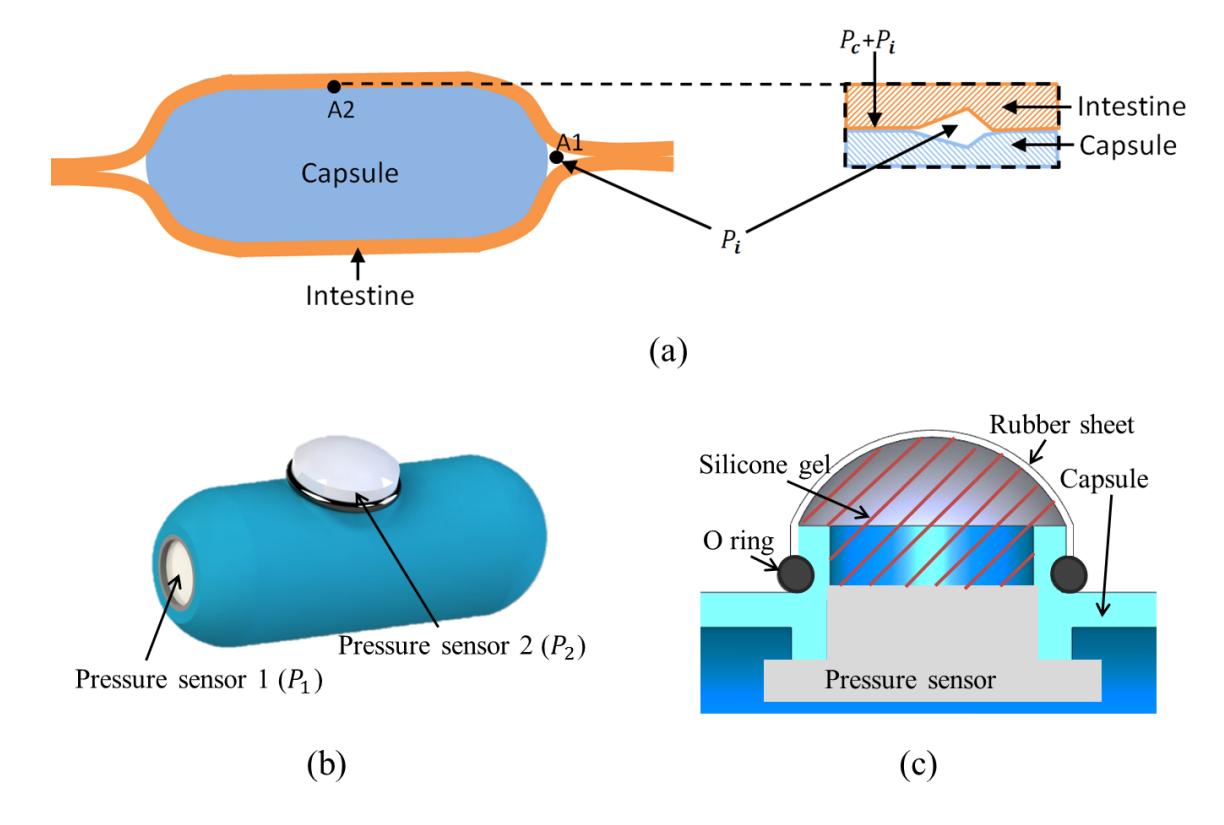 P_c+P_i
Intestine
Capsule
A2
A1
Capsule
P_i
Intestine
(a)
Pressure sensor 2 (P_2)
Pressure sensor 1 (P_1)
(b)
Rubber sheet
Silicone gel
Capsule
O ring
Pressure sensor
(c)